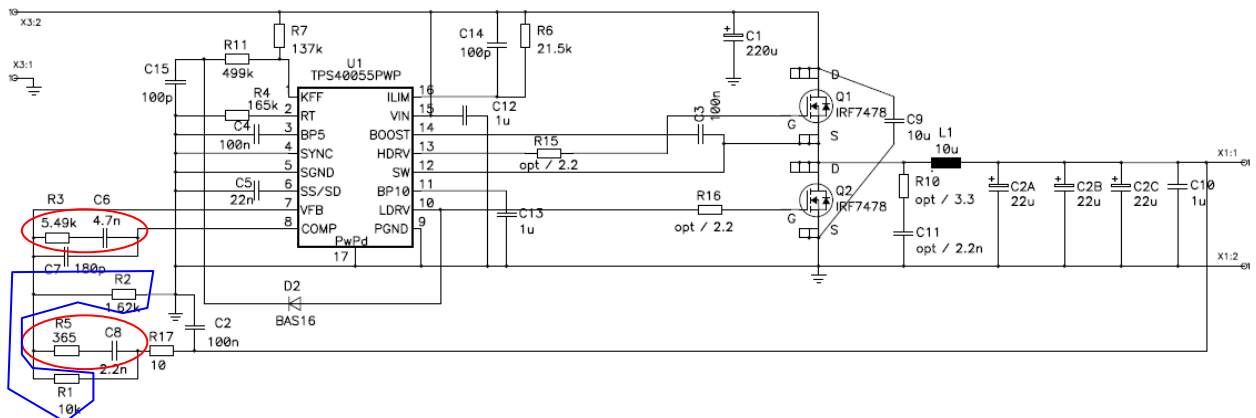 X3:2
X3:1
R7
137k
R11
499k
C15
100p
R4
165k
C4
100n
C5
22n
U1
TPS40055PWP
1 KFF
2 RT
3 BP5
4 SYNC
5 SGND
6 SS/SD
7 VFB
8 COMP
ILIM 16
VIN 15
BOOST 14
HDRV 13
SW 12
BP10 11
LDRV 10
PGND 9
PwPd
17
C14
100p
R6
21.5k
C12
1u
C1
220u
C3
100n
R15
opt / 2.2
R16
opt / 2.2
C13
1u
D
Q1
IRF7478
G
S
D
Q2
IRF7478
G
S
C9
10u
L1
10u
R10
opt / 3.3
C11
opt / 2.2n
C2A
22u
C2B
22u
C2C
22u
C10
1u
X1:1
X1:2
R3
5.49k
C6
4.7n
C7
180p
R2
1.62k
D2
BAS16
C2
100n
R5
365
C8
2.2n
R17
10
R1
10k